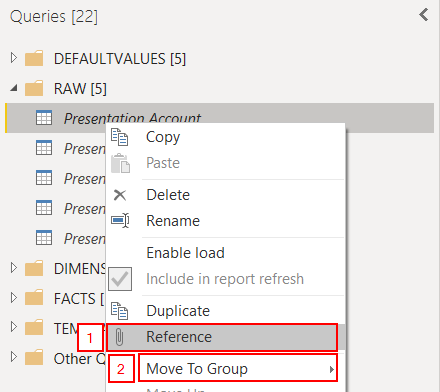 Queries [22]
DEFAULTVALUES [5]
RAW [5]
Presentation Account
Copy
Paste
Delete
Rename
Enable load
Include in report refresh
Duplicate
1 Reference
2 Move To Group
Move Up
Presen
Presen
Presen
Presen
DIMEN
FACTS [
TEM
Other Q